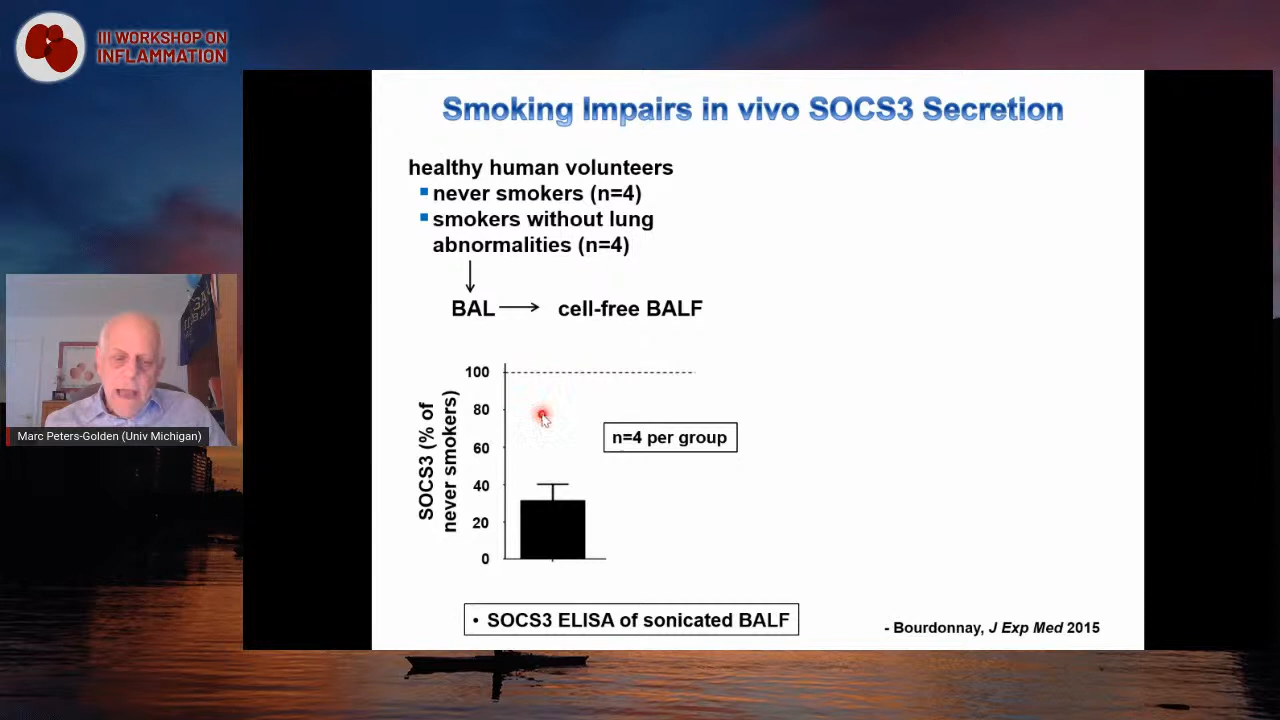 III WORKSHOP ON
INFLAMMATION
Smoking Impairs in vivo SOCS3 Secretion
healthy human volunteers
▪ never smokers (n=4)
▪ smokers without lung
abnormalities (n=4)
BAL → cell-free BALF
SOCS3 (% of
never smokers)
100
80
60
40
20
0
n=4 per group
• SOCS3 ELISA of sonicated BALF
- Bourdonnay, J Exp Med 2015
Marc Peters-Golden (Univ Michigan)